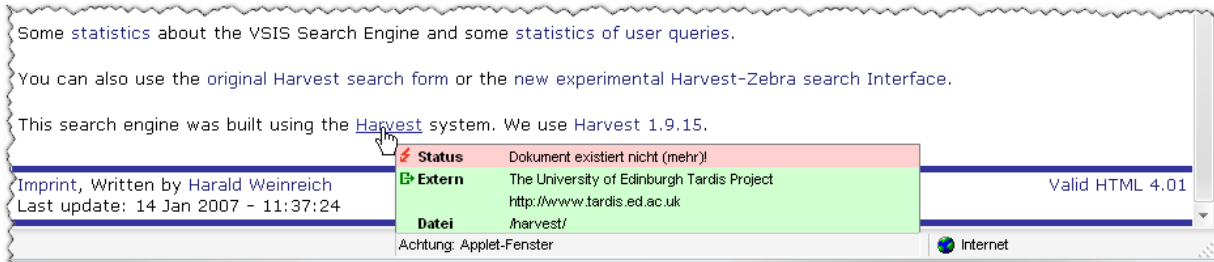 Some statistics about the VSIS Search Engine and some statistics of user queries.
You can also use the original Harvest search form or the new experimental Harvest-Zebra search Interface.
This search engine was built using the Harvest system. We use Harvest 1.9.15.
Status Dokument existiert nicht (mehr)!
Extern The University of Edinburgh Tardis Project
http://www.tardis.ed.ac.uk
Datei /harvest/
Achtung: Applet-Fenster
Imprint, Written by Harald Weinreich
Last update: 14 Jan 2007 - 11:37:24
Valid HTML 4.01
Internet